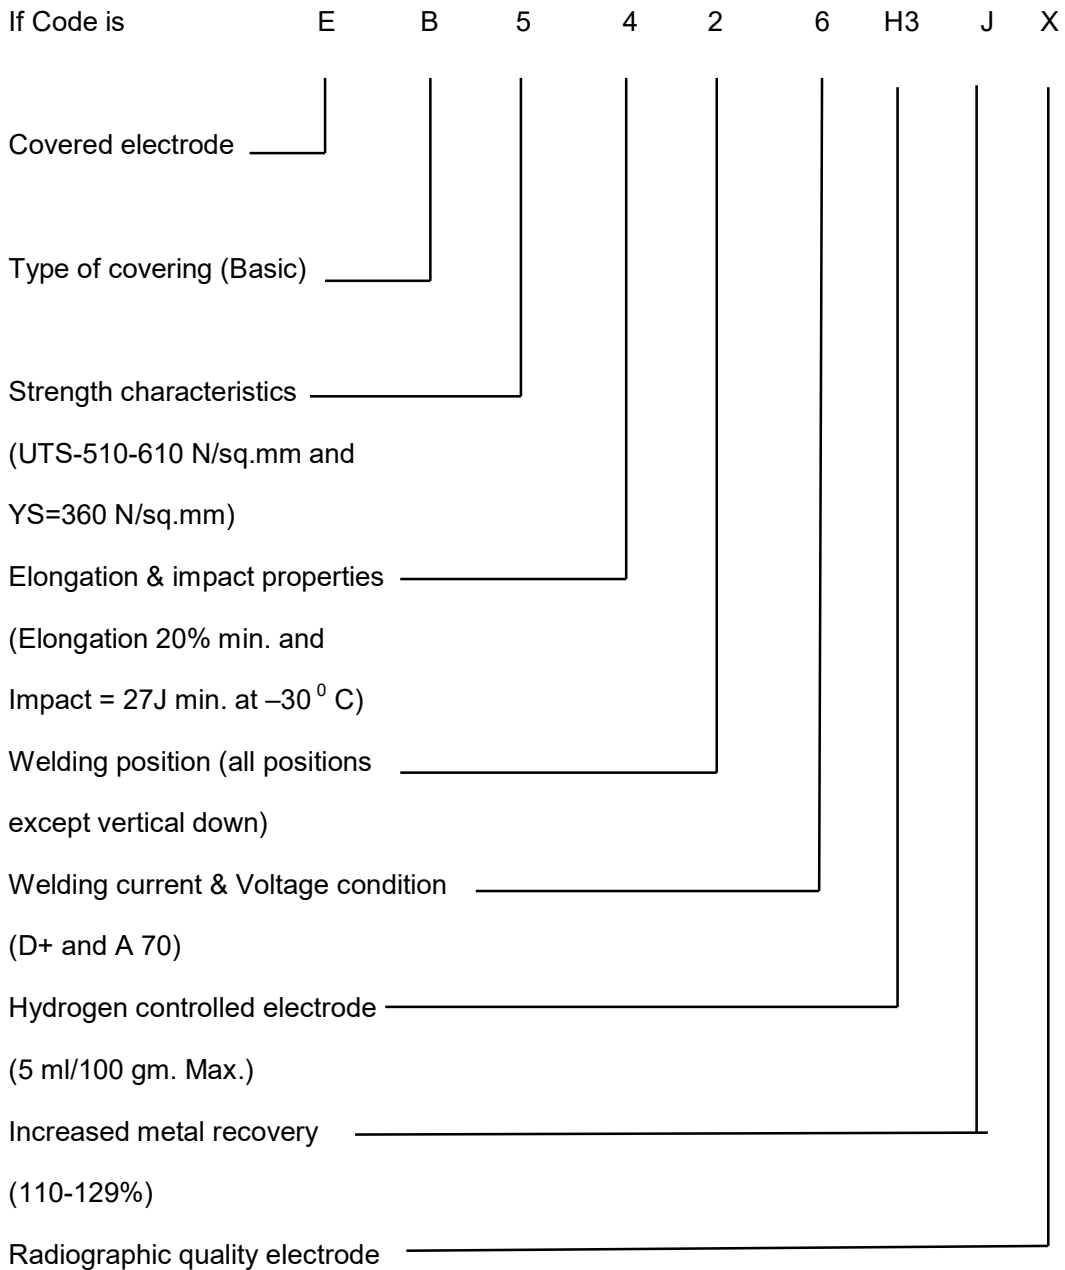 If Code is E B 5 4 2 6 H3 J X
Covered electrode
Type of covering (Basic)
Strength characteristics
(UTS-510-610 N/sq.mm and
YS=360 N/sq.mm)
Elongation & impact properties
(Elongation 20% min. and
Impact = 27J min. at –30 ⁰ C)
Welding position (all positions
except vertical down)
Welding current & Voltage condition
(D+ and A 70)
Hydrogen controlled electrode
(5 ml/100 gm. Max.)
Increased metal recovery
(110-129%)
Radiographic quality electrode